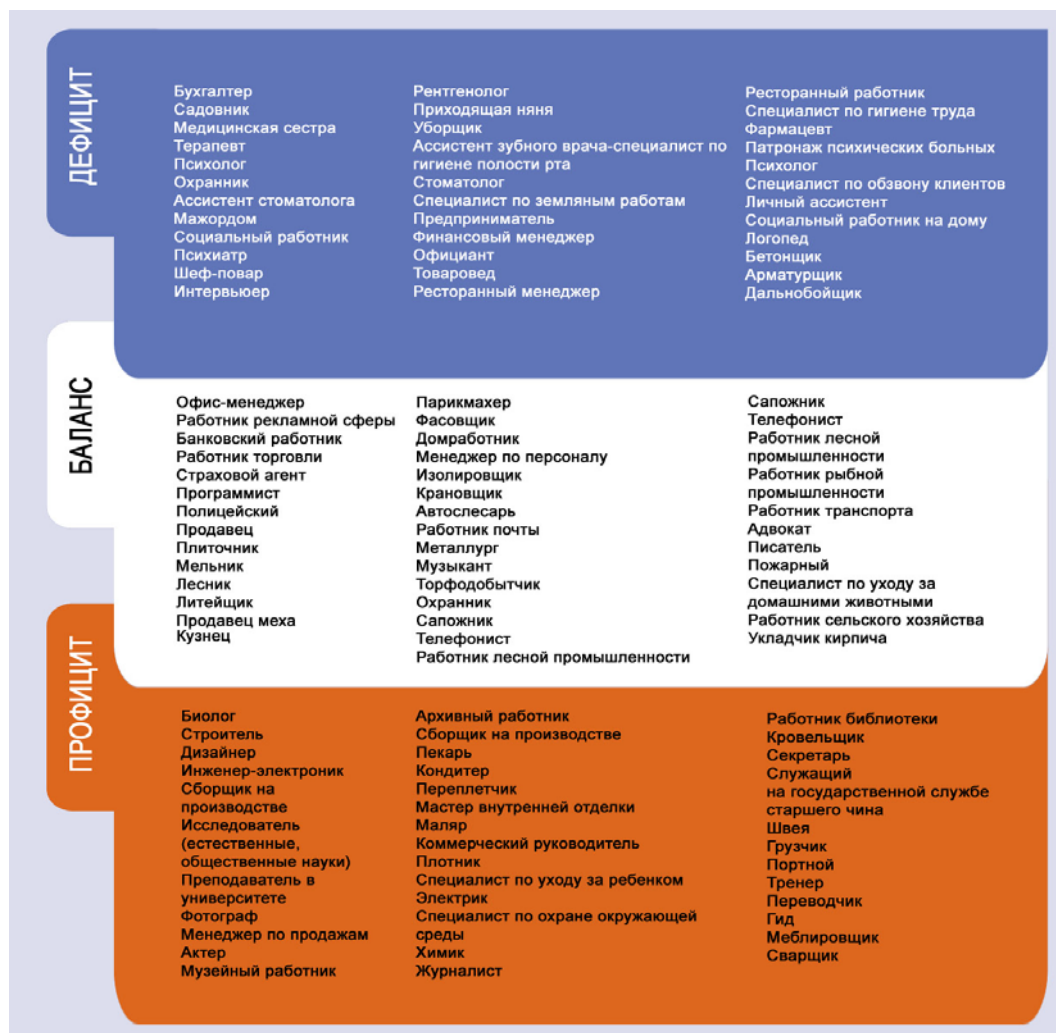 ДЕФИЦИТ
Бухгалтер
Садовник
Медицинская сестра
Терапевт
Психолог
Охранник
Ассистент стоматолога
Мажордом
Социальный работник
Психиатр
Шеф-повар
Интервьюер
Рентгенолог
Приходящая няня
Уборщик
Ассистент зубного врача-специалист по
гигиене полости рта
Стоматолог
Специалист по земляным работам
Предприниматель
Финансовый менеджер
Официант
Товаровед
Ресторанный менеджер
Ресторанный работник
Специалист по гигиене труда
Фармацевт
Патронаж психических больных
Психолог
Специалист по обзвону клиентов
Личный ассистент
Социальный работник на дому
Логопед
Бетонщик
Арматурщик
Дальнобойщик
БАЛАНС
Офис-менеджер
Работник рекламной сферы
Банковский работник
Работник торговли
Страховой агент
Программист
Полицейский
Продавец
Плиточник
Мельник
Лесник
Литейщик
Продавец меха
Кузнец
Парикмахер
Фасовщик
Домработник
Менеджер по персоналу
Изолировщик
Крановщик
Автослесарь
Работник почты
Металлург
Музыкант
Торфодобытчик
Охранник
Сапожник
Телефонист
Работник лесной промышленности
Сапожник
Телефонист
Работник лесной
промышленности
Работник рыбной
промышленности
Работник транспорта
Адвокат
Писатель
Пожарный
Специалист по уходу за
домашними животными
Работник сельского хозяйства
Укладчик кирпича
ПРОФИЦИТ
Биолог
Строитель
Дизайнер
Инженер-электроник
Сборщик на
производстве
Исследователь
(естественные,
общественные науки)
Преподаватель в
университете
Фотограф
Менеджер по продажам
Актер
Музейный работник
Архивный работник
Сборщик на производстве
Пекарь
Кондитер
Переплетчик
Мастер внутренней отделки
Маляр
Коммерческий руководитель
Плотник
Специалист по уходу за ребенком
Электрик
Специалист по охране окружающей
среды
Химик
Журналист
Работник библиотеки
Кровельщик
Секретарь
Служащий
на государственной службе
старшего чина
Швея
Грузчик
Портной
Тренер
Переводчик
Гид
Меблировщик
Сварщик